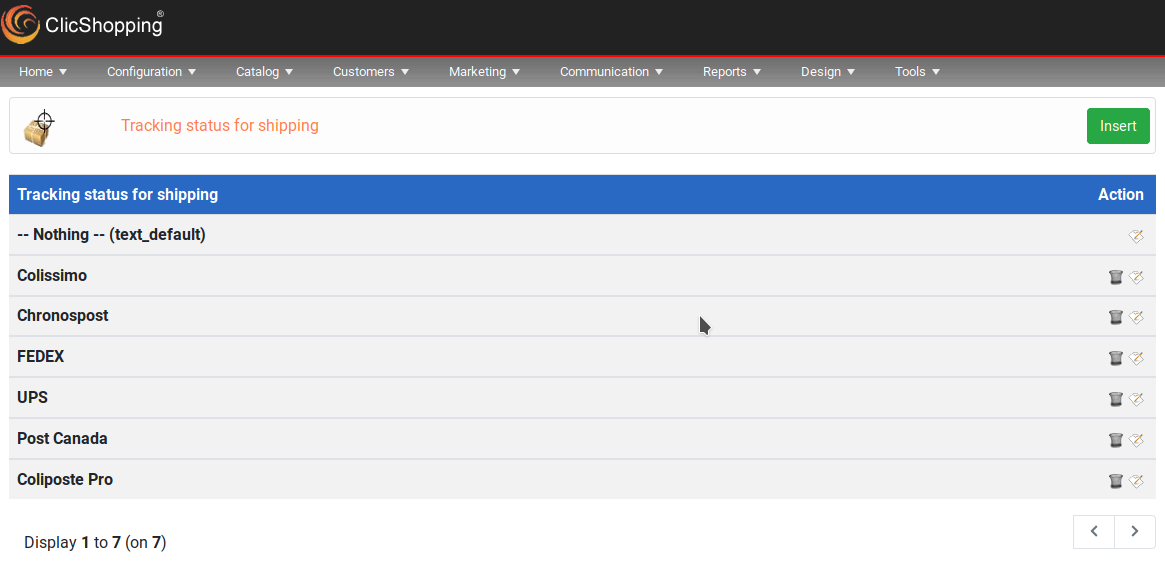 ClicShopping®
Home Configuration Catalog Customers Marketing Communication Reports Design Tools
Tracking status for shipping Insert
Tracking status for shipping Action
-- Nothing -- (text_default)
Colissimo
Chronospost
FEDEX
UPS
Post Canada
Coliposte Pro
Display 1 to 7 (on 7)